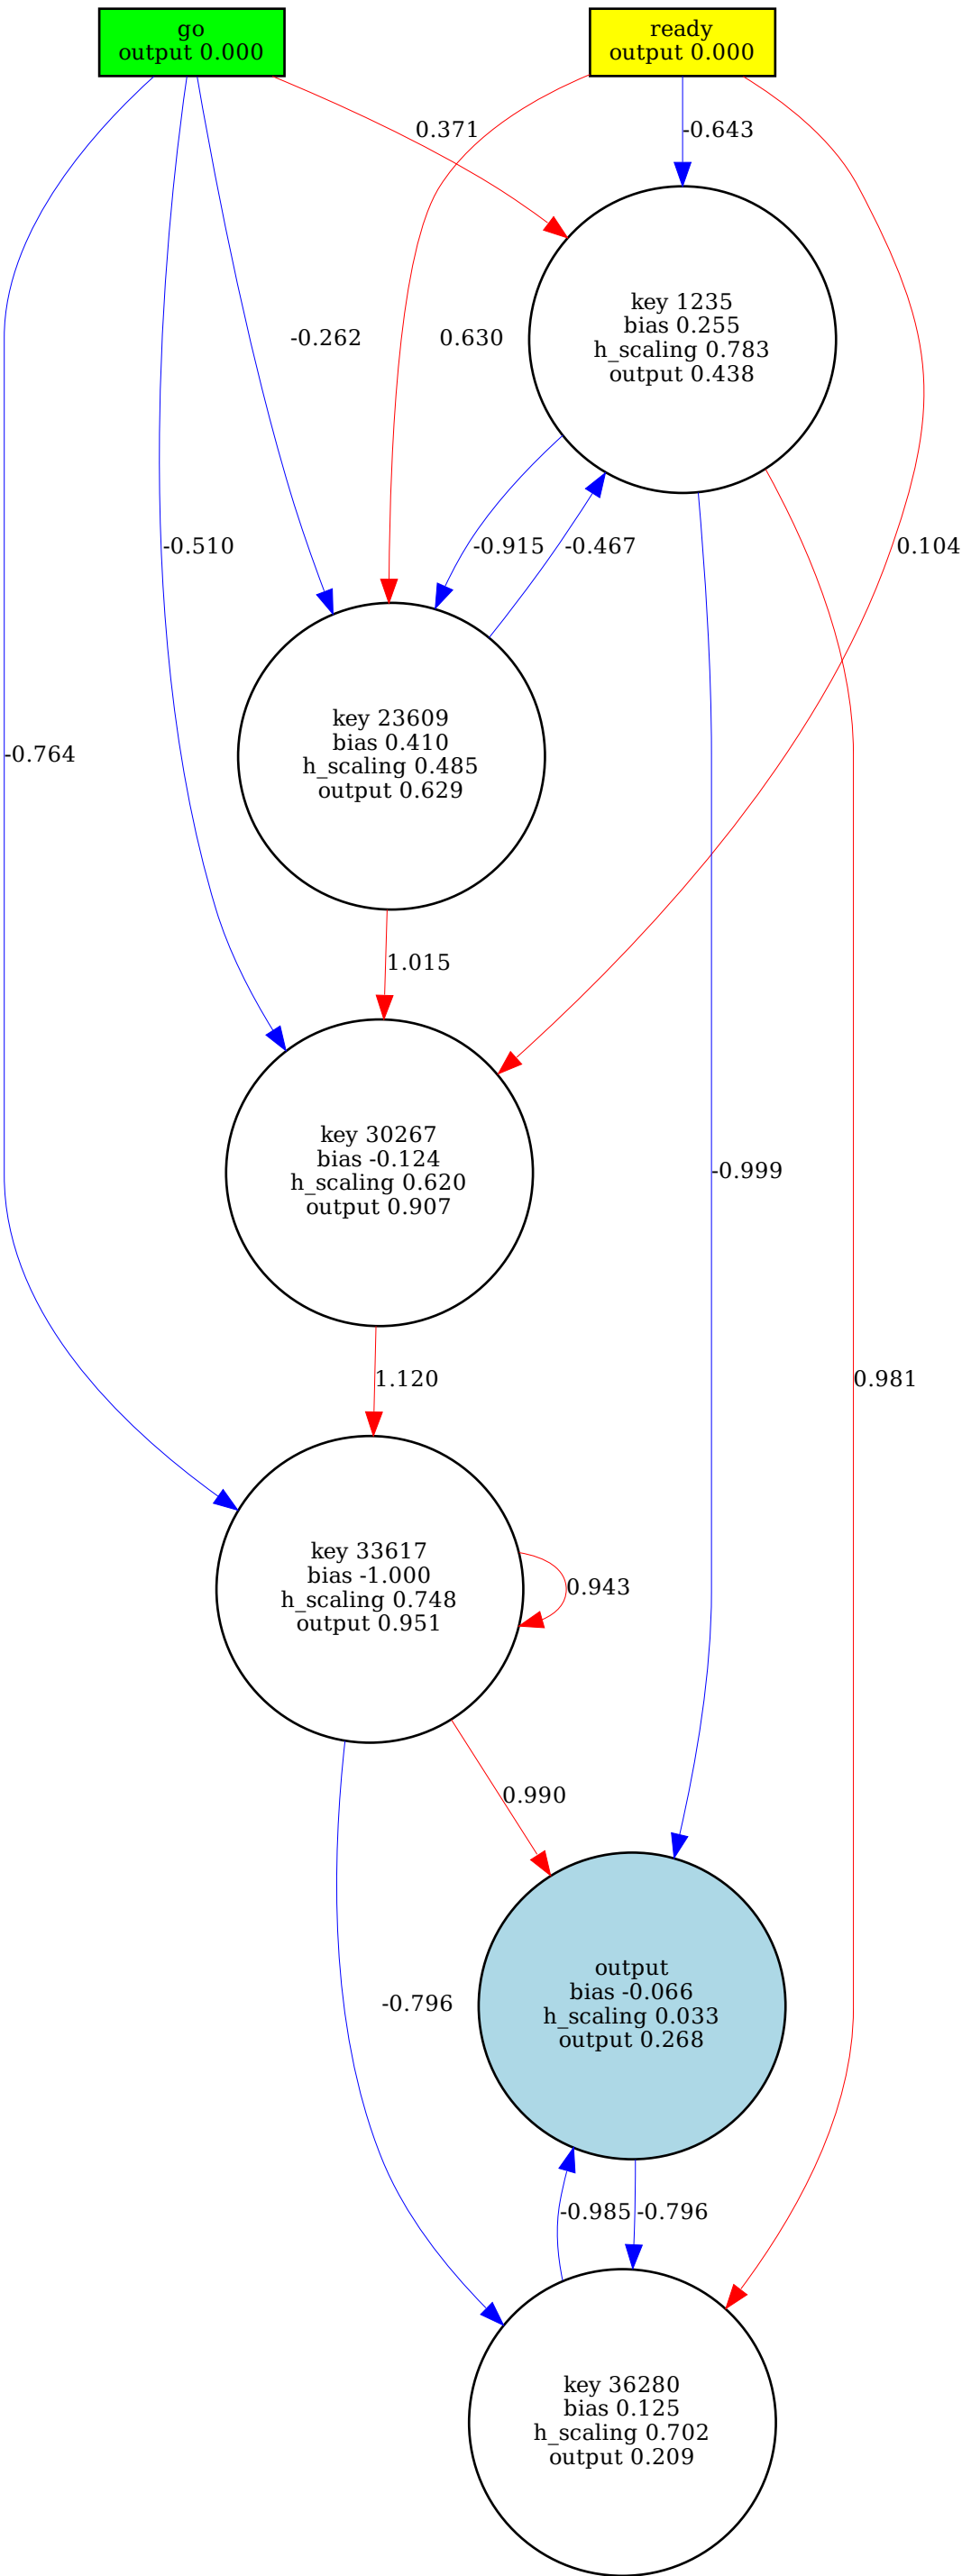 go
output 0.000
ready
output 0.000
0.371
-0.643
key 1235
bias 0.255
h_scaling 0.783
output 0.438
-0.262
0.630
-0.510
-0.915
-0.467
0.104
key 23609
bias 0.410
h_scaling 0.485
output 0.629
-0.764
1.015
key 30267
bias -0.124
h_scaling 0.620
output 0.907
-0.999
1.120
0.981
key 33617
bias -1.000
h_scaling 0.748
output 0.951
0.943
0.990
output
bias -0.066
h_scaling 0.033
output 0.268
-0.796
-0.985
-0.796
key 36280
bias 0.125
h_scaling 0.702
output 0.209